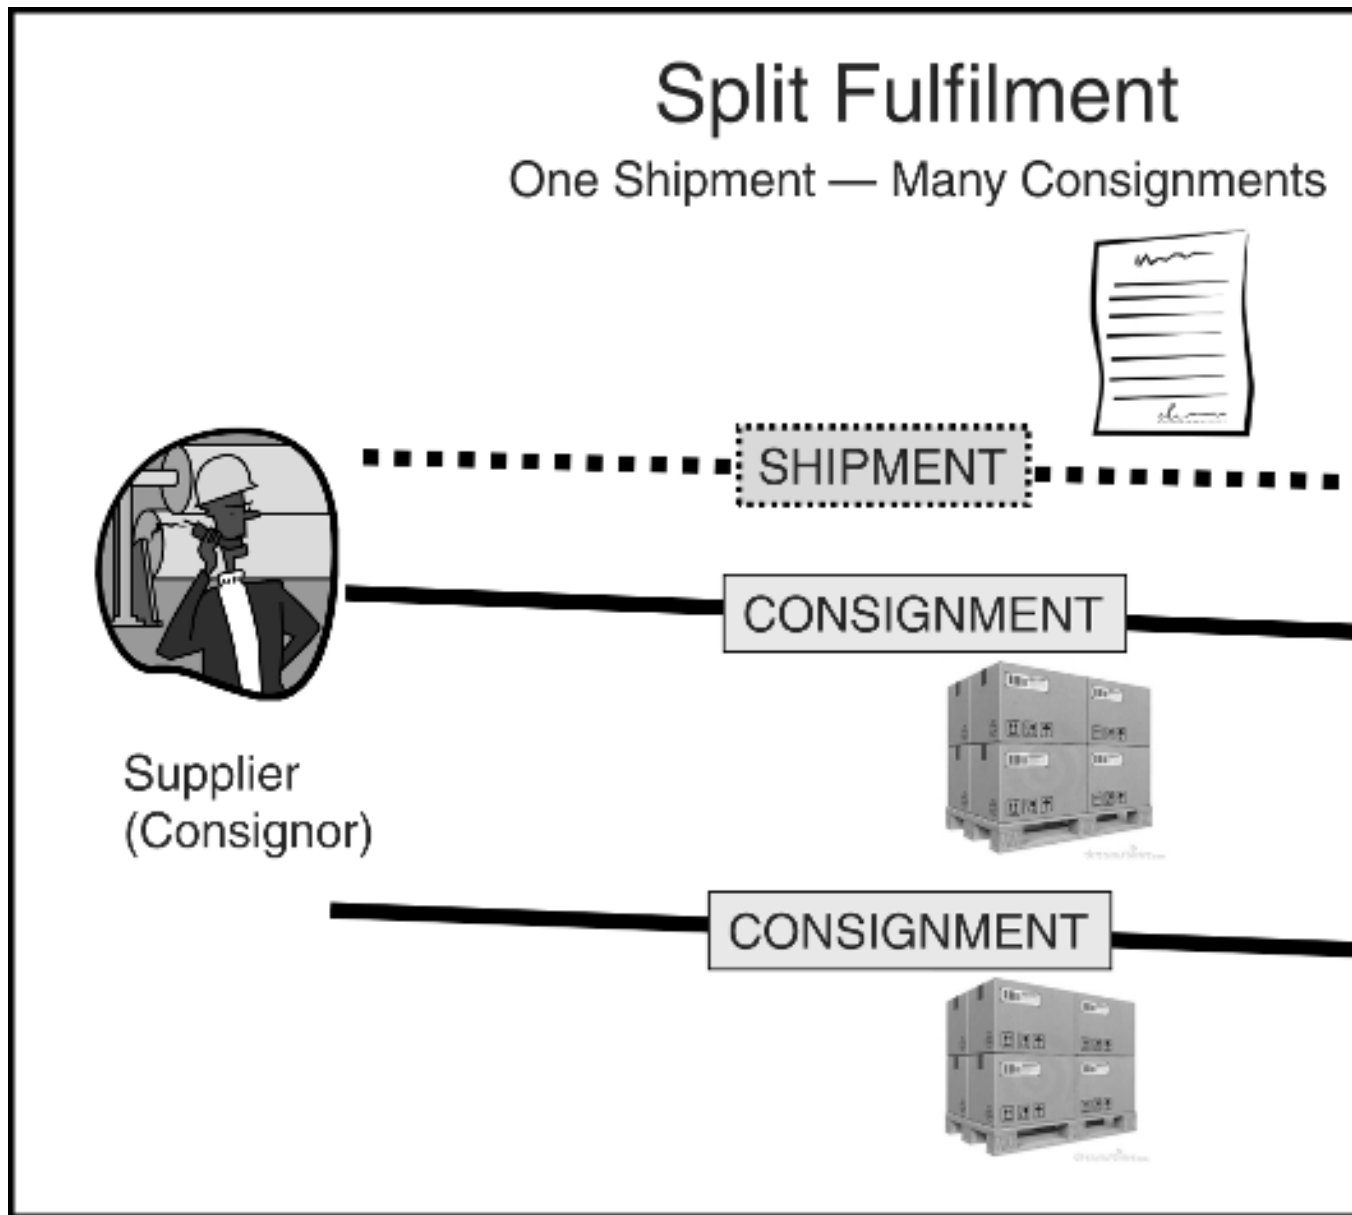 Split Fulfilment
One Shipment — Many Consignments
SHIPMENT
CONSIGNMENT
Supplier
(Consignor)
CONSIGNMENT